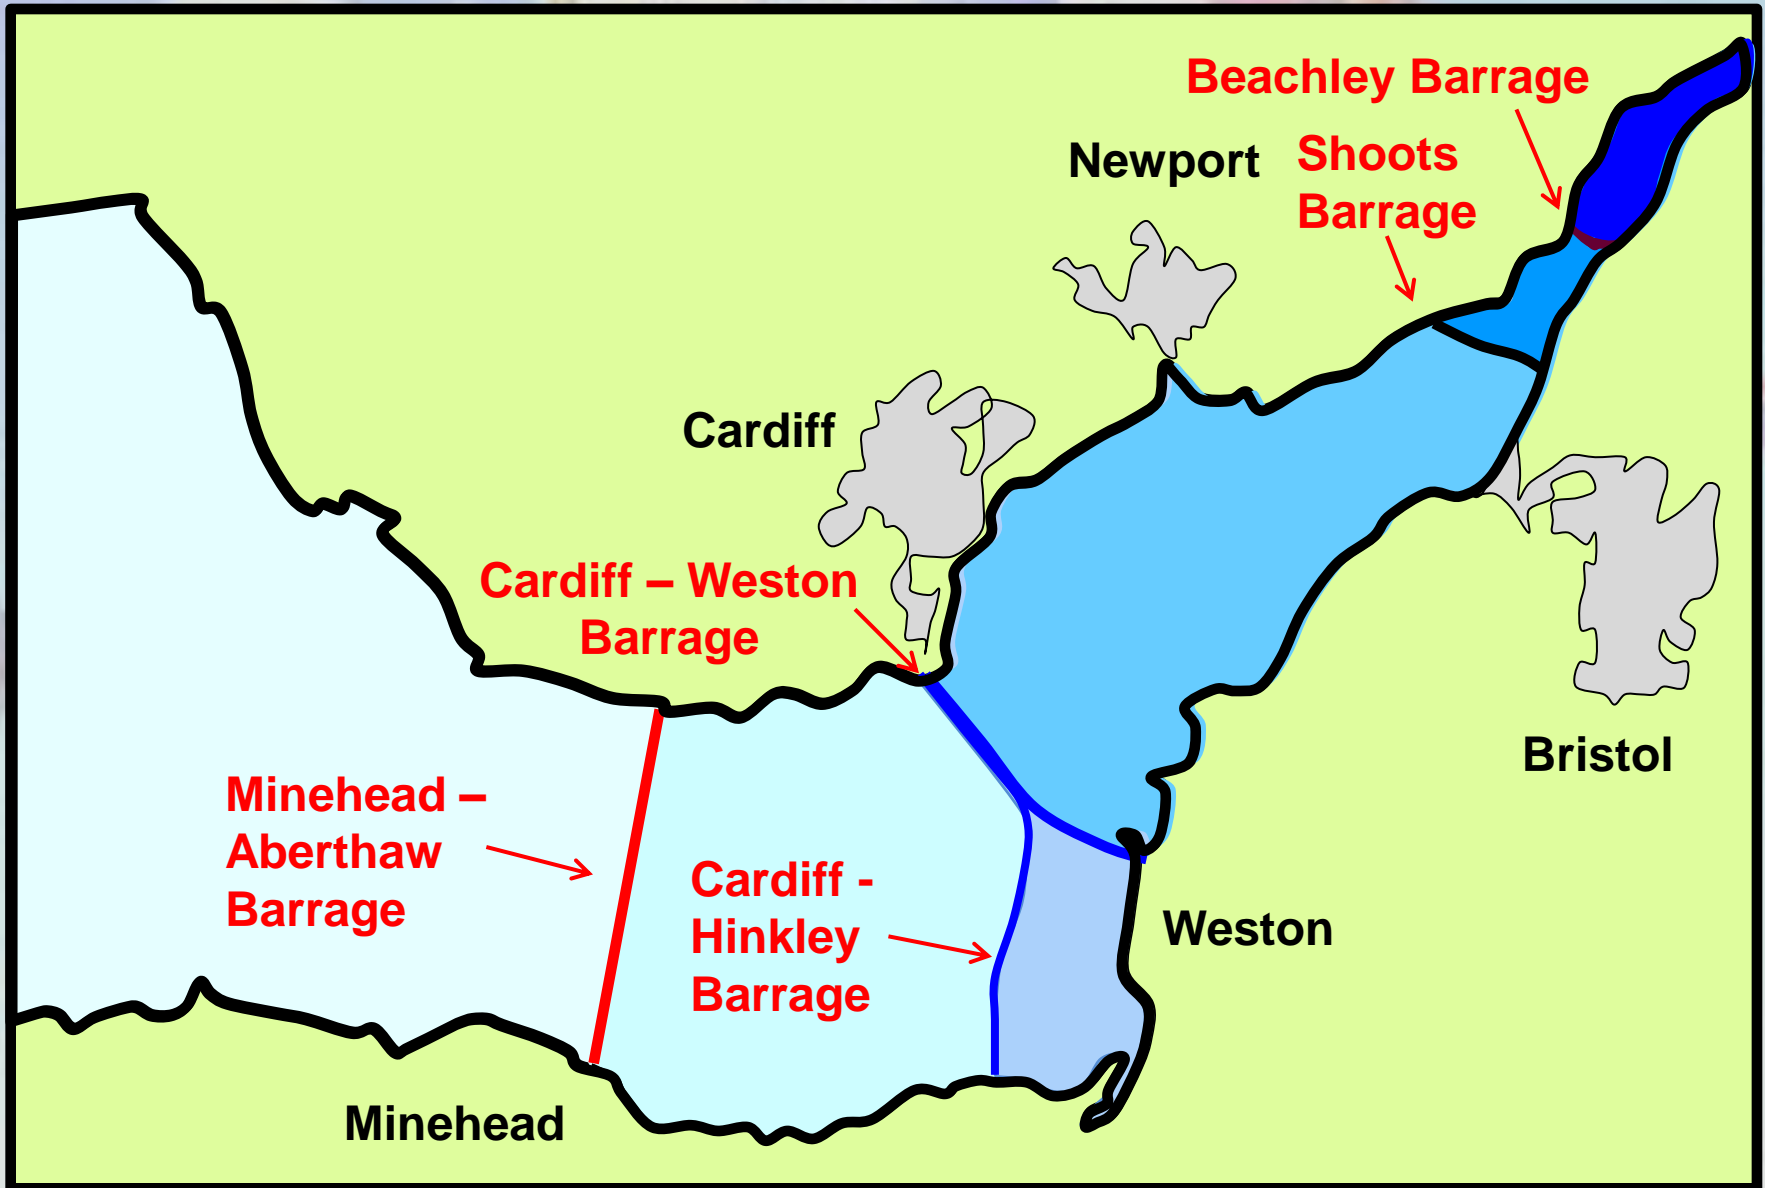 Beachley Barrage
Newport
Shoots
Barrage
Cardiff
Cardiff – Weston
Barrage
Bristol
Minehead –
Aberthaw
Barrage
Cardiff -
Hinkley
Barrage
Weston
Minehead